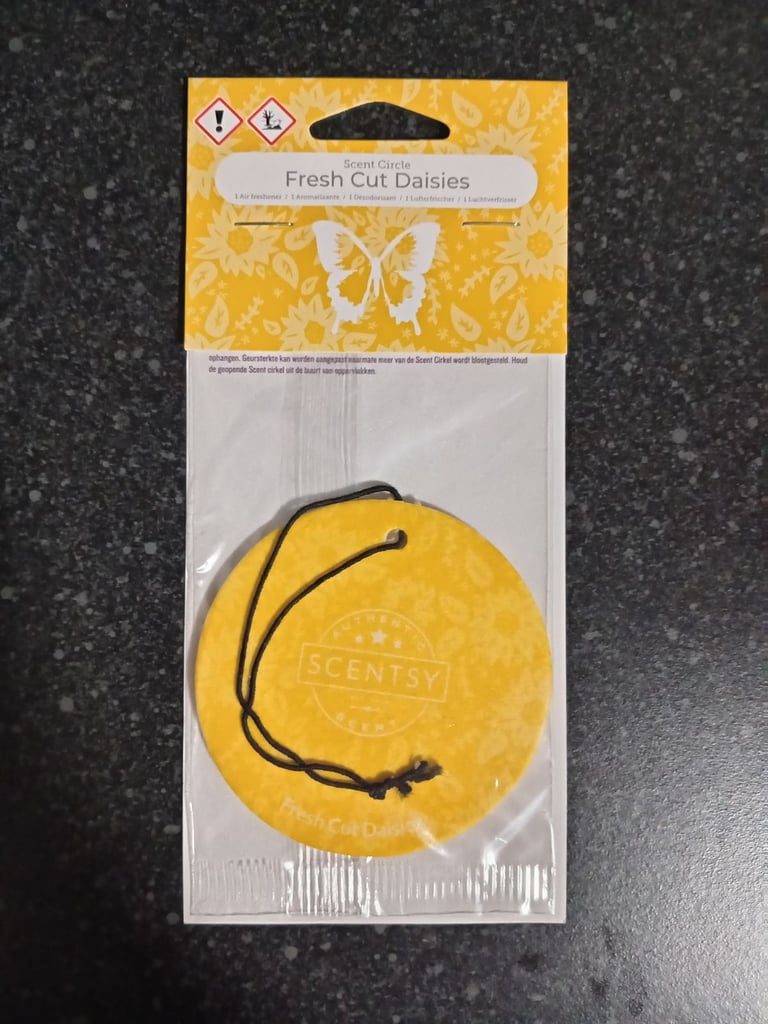 Scent Circle
Fresh Cut Daisies
1 Air freshener / 1 Aromatizante / 1 Désodorisant / 1 Lufterfrischer / 1 Luchtverfrisser
ophangen. Geursterkte kan worden aangepast naarmate meer van de Scent Cirkel wordt blootgesteld. Houd
de geopende Scent cirkel uit de buurt van oppervlakken.
AUTHENTIC
SCENTSY
SCENT
Fresh Cut Daisies